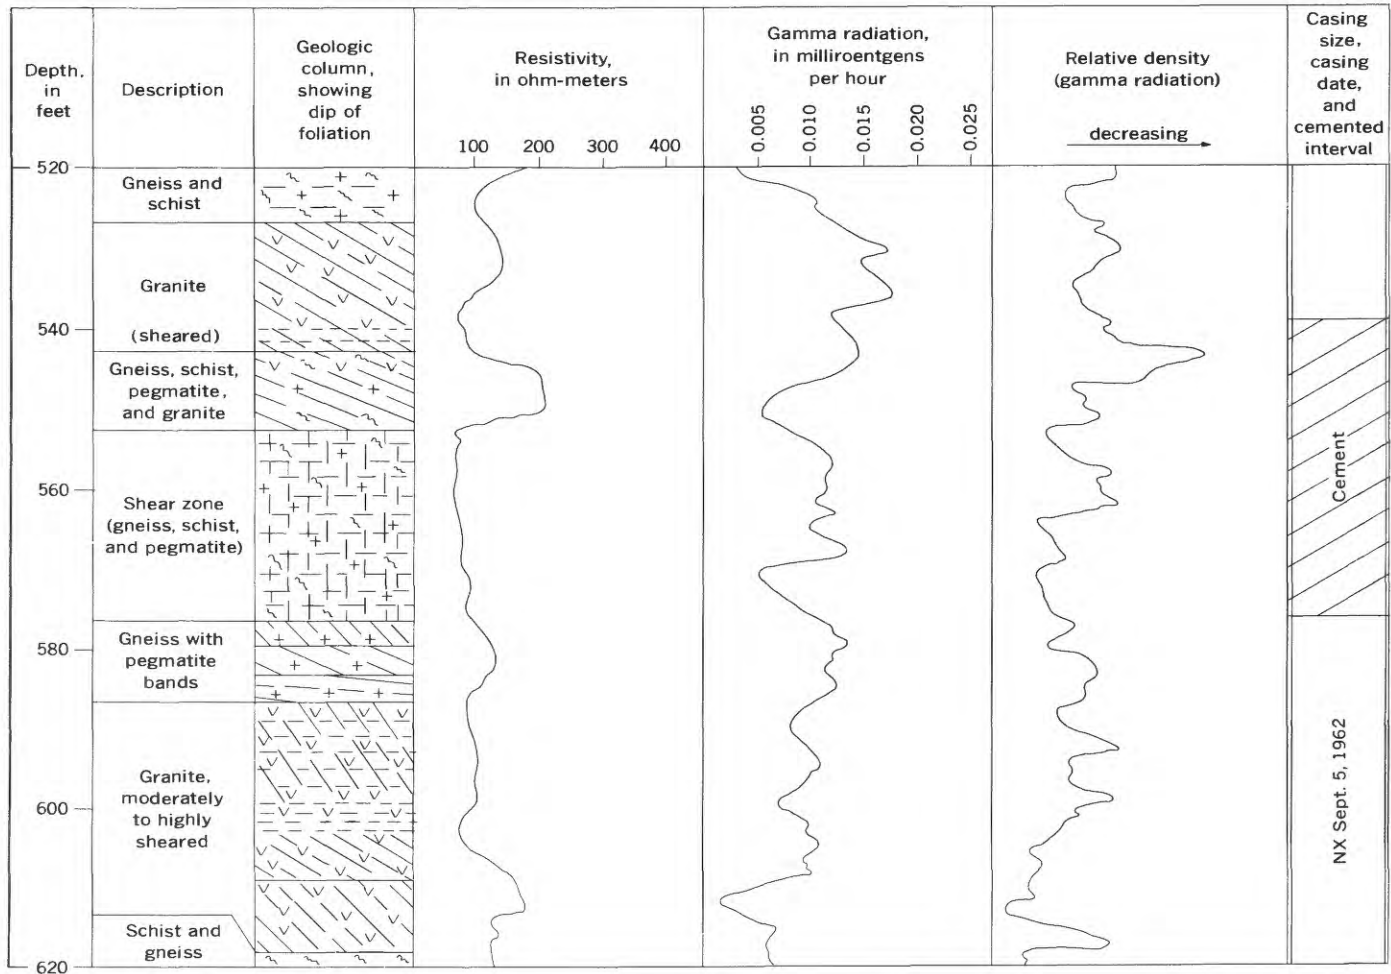 Depth,
in
feet
Description
Geologic
column,
showing
dip of
foliation
Resistivity,
in ohm-meters
100 200 300 400
Gamma radiation,
in milliroentgens
per hour
0.005 0.010 0.015 0.020 0.025
Relative density
(gamma radiation)
decreasing
Casing
size,
casing
date,
and
cemented
interval
520
540
560
580
600
620
Gneiss and
schist
Granite
(sheared)
Gneiss, schist,
pegmatite,
and granite
Shear zone
(gneiss, schist,
and pegmatite)
Gneiss with
pegmatite
bands
Granite,
moderately
to highly
sheared
Schist and
gneiss
Cement
NX Sept. 5, 1962